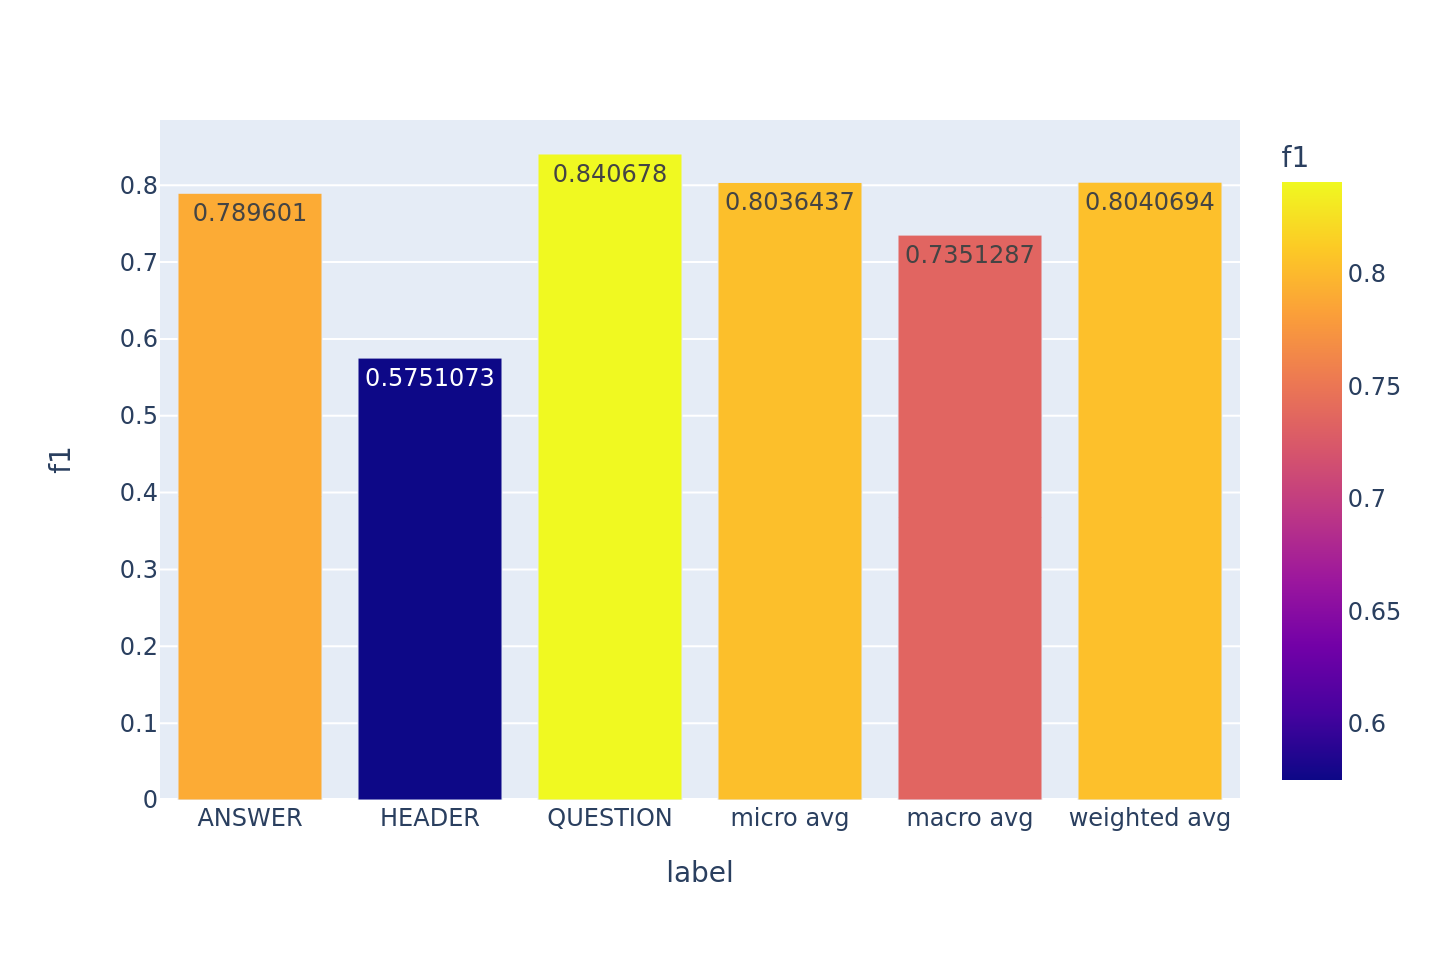 f1
0.8
0.7
0.6
0.5
0.4
0.3
0.2
0.1
0
0.789601
0.5751073
0.840678
0.8036437
0.7351287
0.8040694
ANSWER
HEADER
QUESTION
micro avg
macro avg
weighted avg
label
f1
0.8
0.75
0.7
0.65
0.6